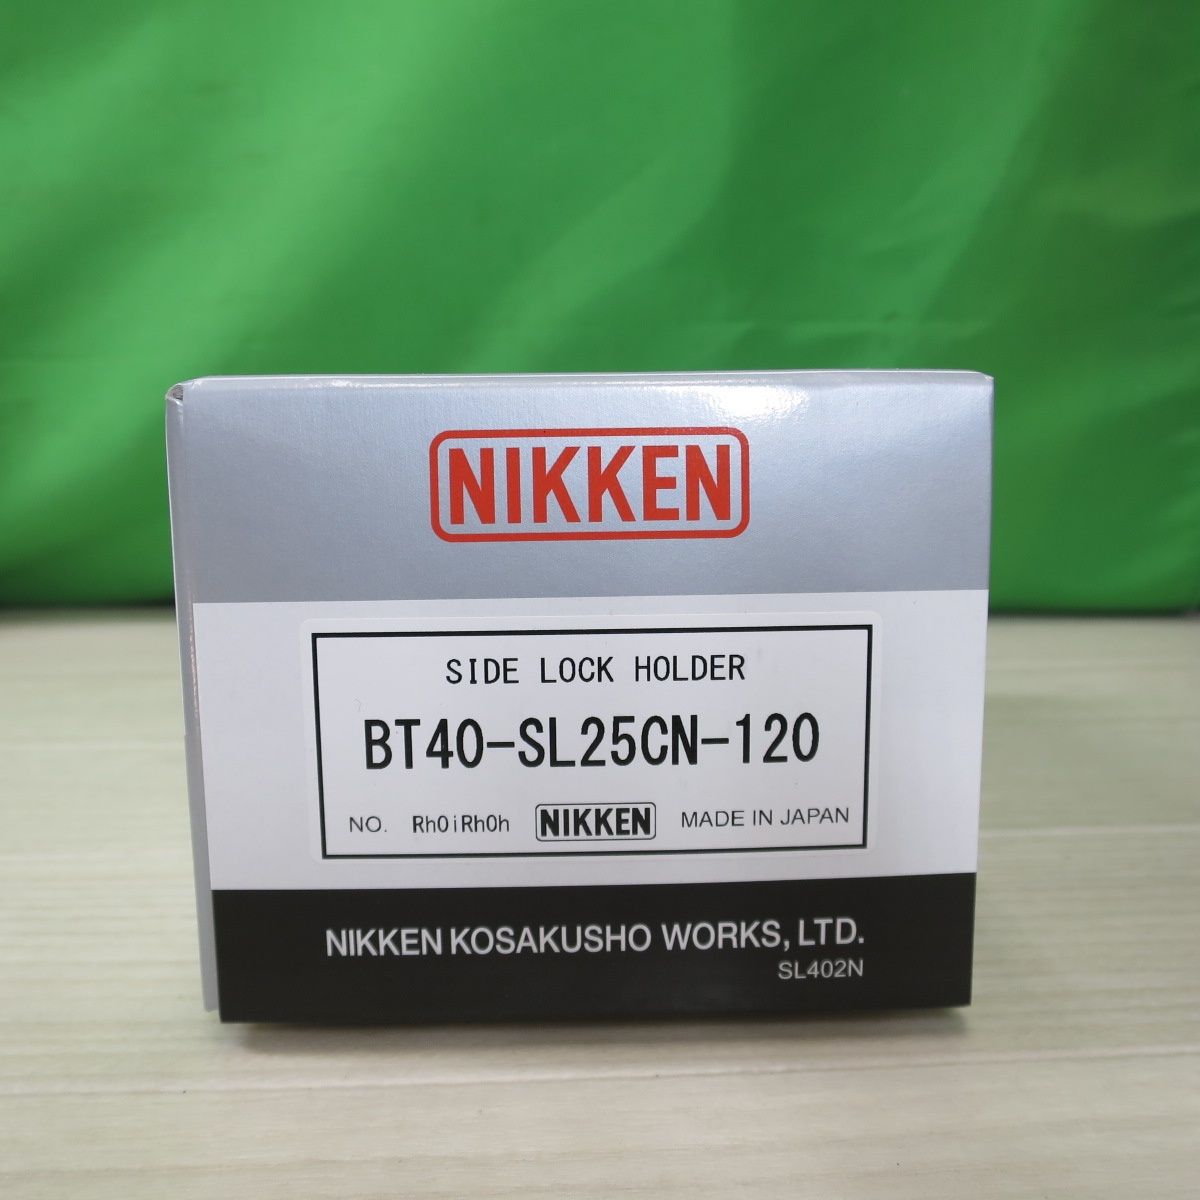 NIKKEN
SIDE LOCK HOLDER
BT40-SL25CN-120
NO. Rh0iRh0h NIKKEN MADE IN JAPAN
NIKKEN KOSAKUSHO WORKS, LTD.
SL402N